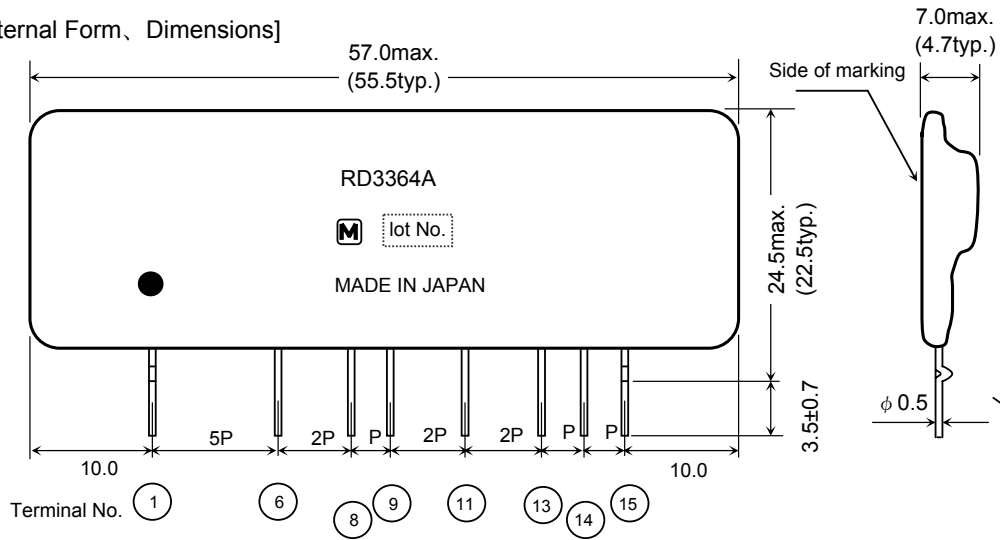 ternal Form、Dimensions]
57.0max.
(55.5typ.)
7.0max.
(4.7typ.)
Side of marking
RD3364A
M lot No.
MADE IN JAPAN
24.5max.
(22.5typ.)
3.5±0.7
ϕ 0.5
10.0 5P 2P P 2P 2P P P 10.0
Terminal No. 1 6 8 9 11 13 14 15